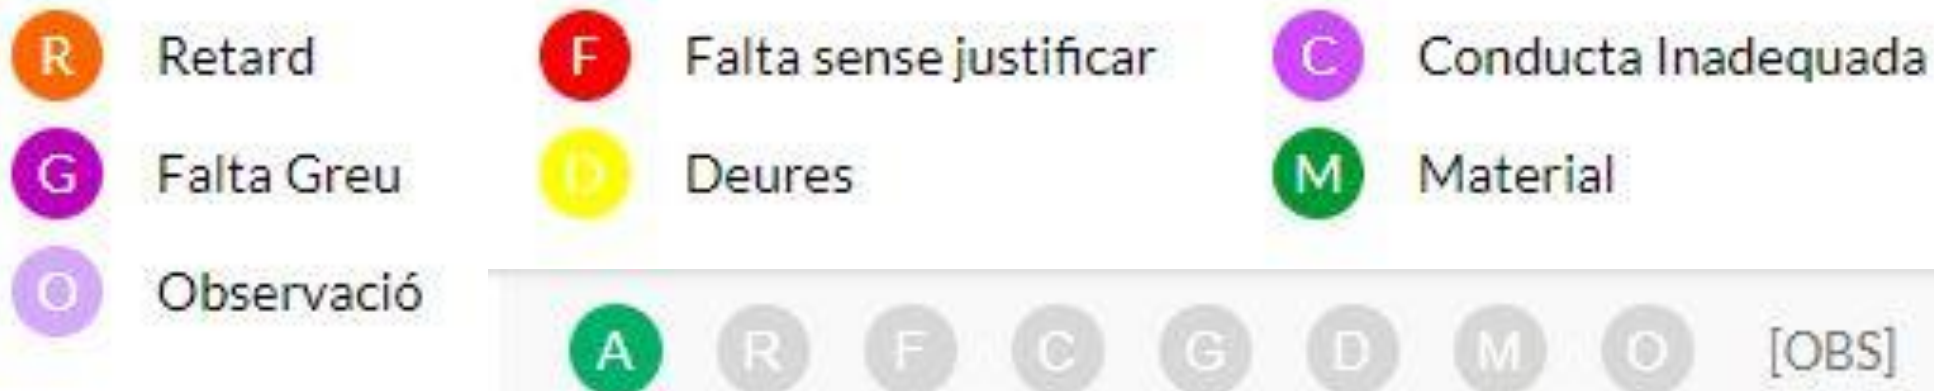 R Retard F Falta sense justificar C Conducta Inadequada
G Falta Greu D Deures M Material
O Observació
A R F C G D M O [OBS]